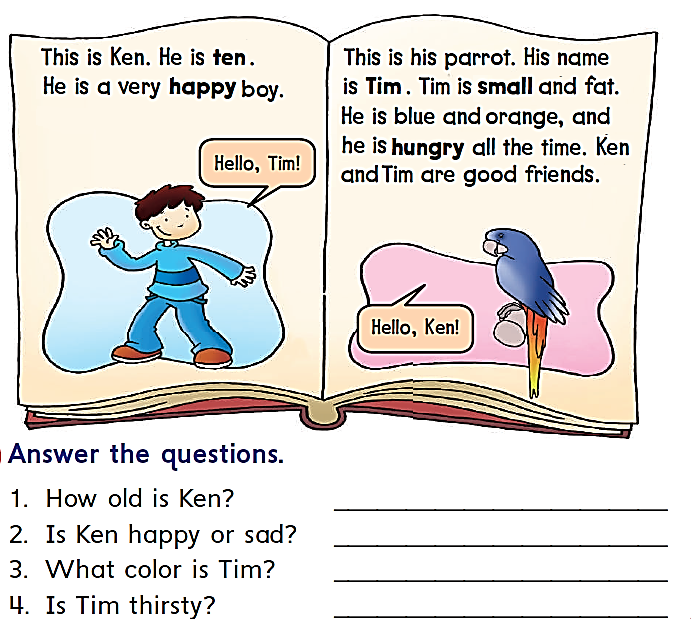 This is Ken. He is ten.
He is a very happy boy.
Hello, Tim!
This is his parrot. His name
is Tim. Tim is small and fat.
He is blue and orange, and
he is hungry all the time. Ken
and Tim are good friends.
Hello, Ken!
Answer the questions.
1. How old is Ken?
2. Is Ken happy or sad?
3. What color is Tim?
4. Is Tim thirsty?